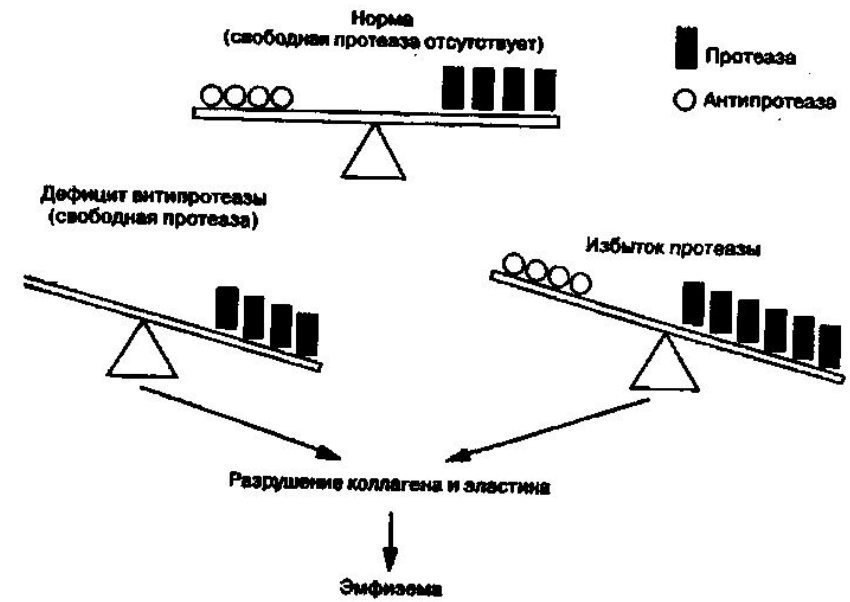 Норма
(свободная протеаза отсутствует)
Протеаза
Антипротеаза
Дефицит антипротеазы
(свободная протеаза)
Избыток протеазы
Разрушение коллагена и эластина
Эмфизема